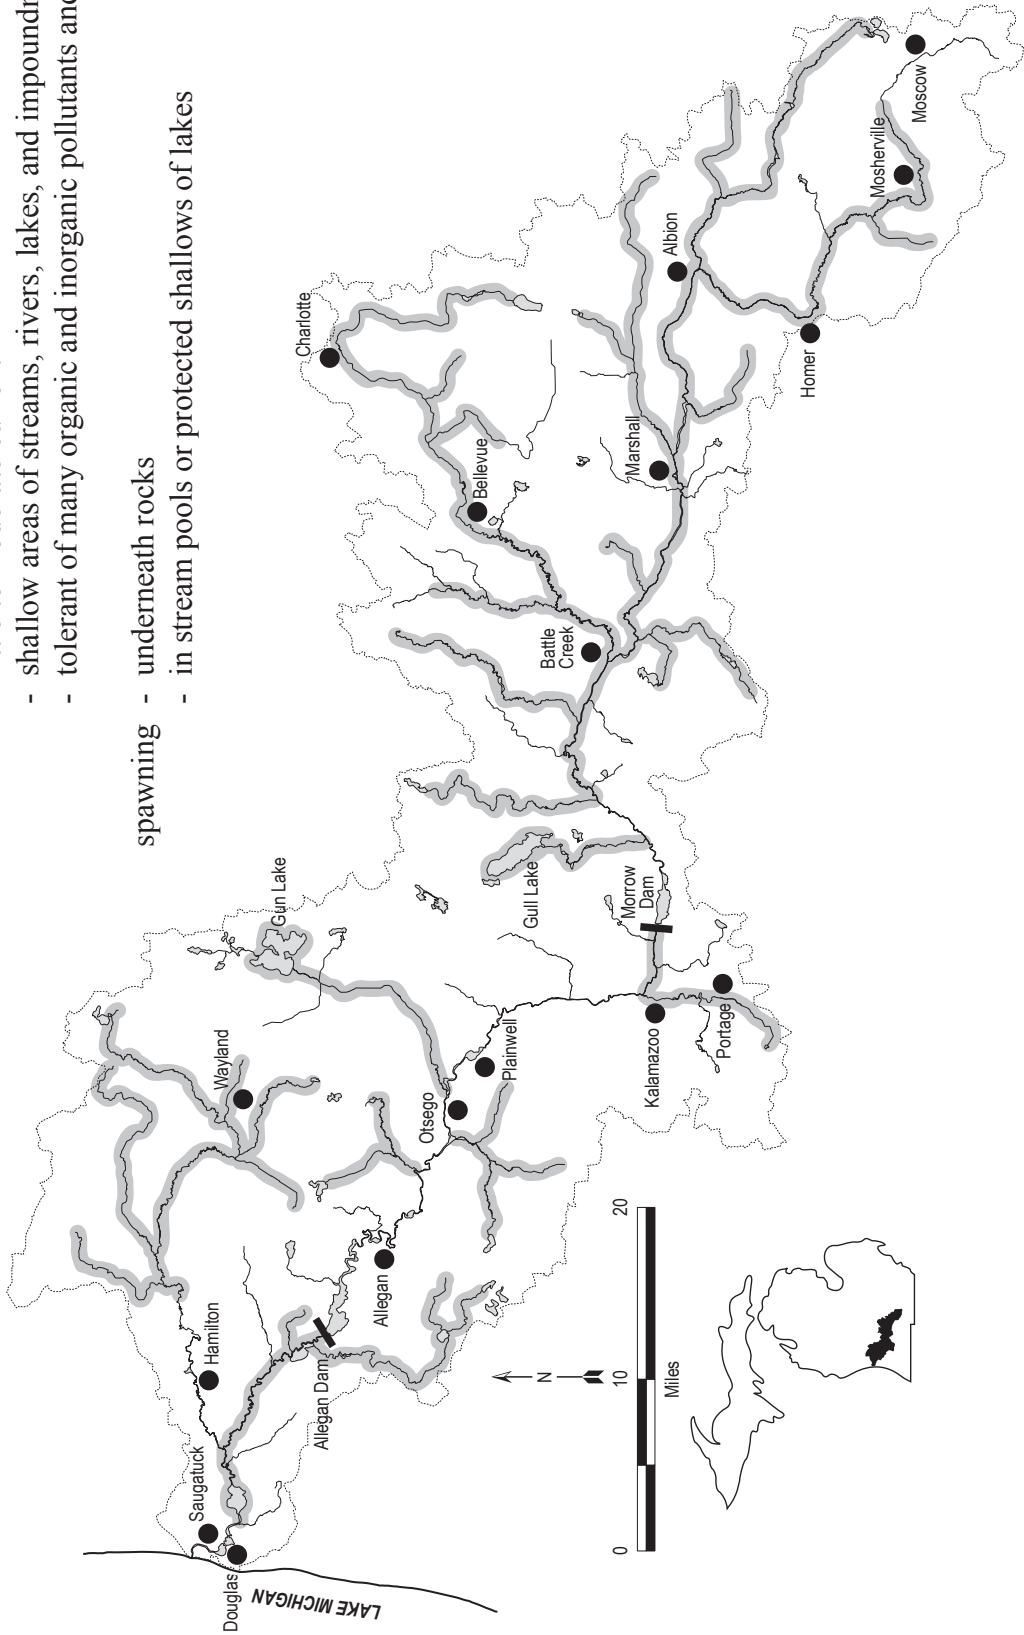 - shallow areas of streams, rivers, lakes, and
- tolerant of many organic and inorganic pollutants and
spawning - underneath rocks
- in stream pools or protected shallows of lakes
Charlotte
Gun Lake
Wayland
Hamilton
Saugatuck
Douglas
LAKE MICHIGAN
Allegan Dam
Allegan
Otsego
Plainwell
Gull Lake
Battle
Creek
Bellevue
Marshall
Albion
Homer
Mosherville
Moscow
Morrow
Dam
Kalamazoo
Portage
N
0 10 20
Miles